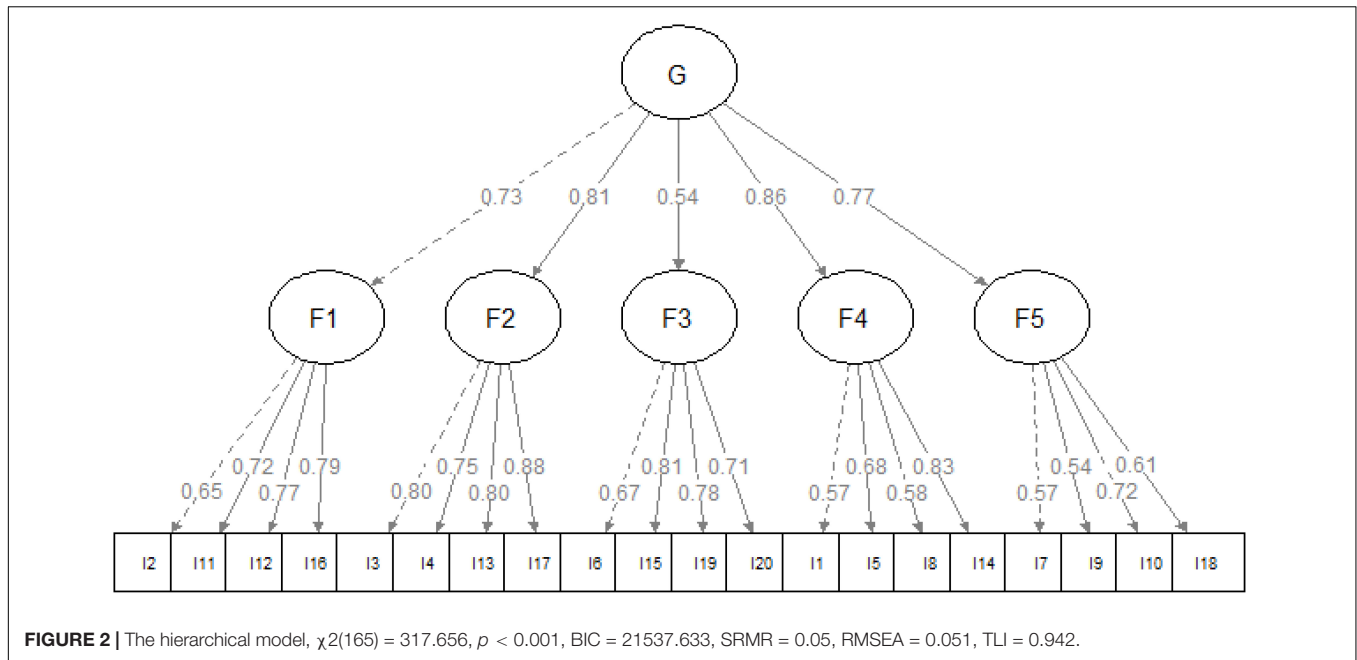 G
0.73 0.81 0.54 0.86 0.77
F1 F2 F3 F4 F5
0.72 0.79 0.75 0.88 0.81 0.71 0.68 0.83 0.54 0.61
0.65 0.77 0.80 0.80 0.67 0.78 0.57 0.58 0.57 0.72
I2 I11 I12 I16 I3 I4 I13 I17 I6 I15 I19 I20 I1 I5 I8 I14 I7 I9 I10 I18
FIGURE 2 | The hierarchical model, χ2(165) = 317.656, p < 0.001, BIC = 21537.633, SRMR = 0.05, RMSEA = 0.051, TLI = 0.942.